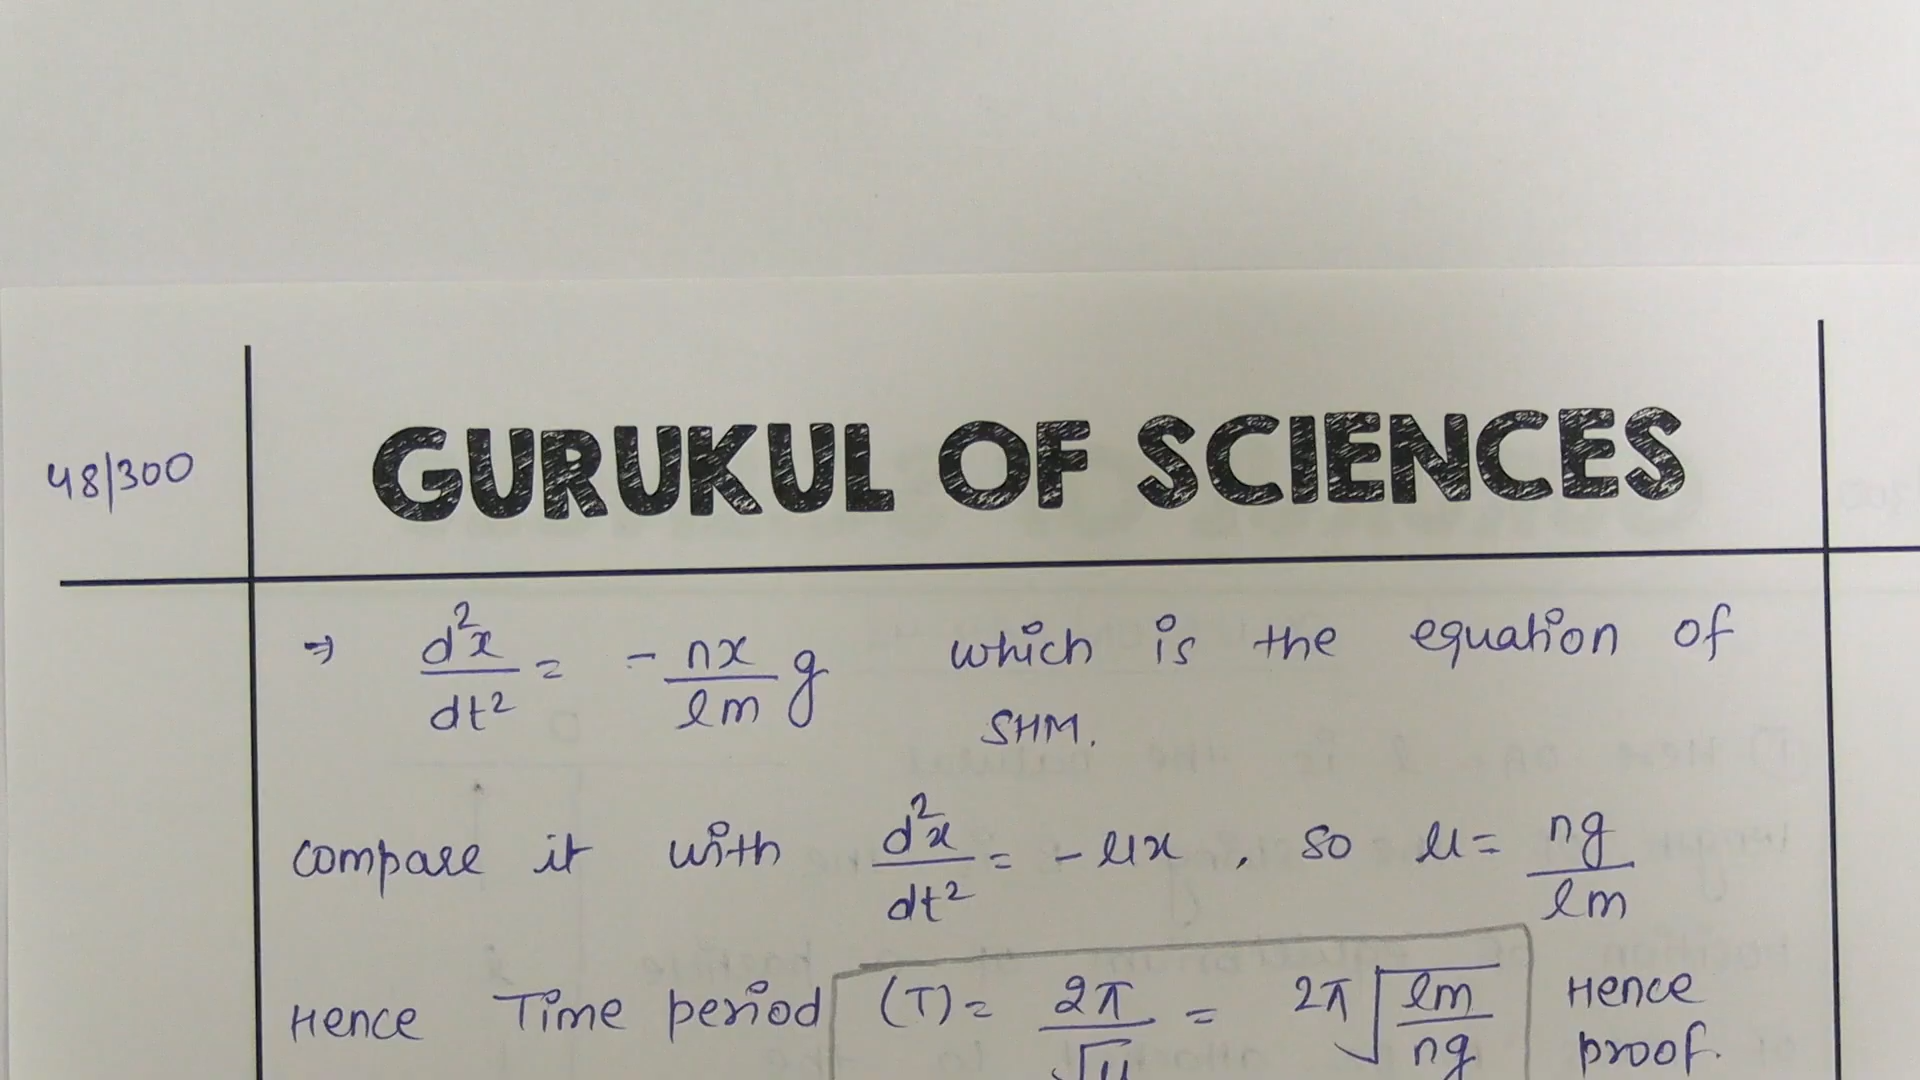 48/300
GURUKUL OF SCIENCES
⇒ d²x/dt² = - nx/lm g which is the equation of
SHM.
compare it with d²x/dt² = - μx , so μ = ng/lm
Hence Time period (T) = 2π/√μ = 2π√(lm/ng) Hence
proof.